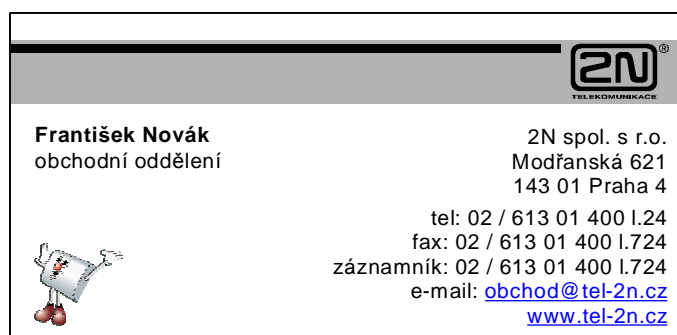 2N®
TELEKOMUNIKACE
František Novák
obchodní oddělení
2N spol. s r.o.
Modřanská 621
143 01 Praha 4
tel: 02 / 613 01 400 l.24
fax: 02 / 613 01 400 l.724
záznamník: 02 / 613 01 400 l.724
e-mail: obchod@tel-2n.cz
www.tel-2n.cz